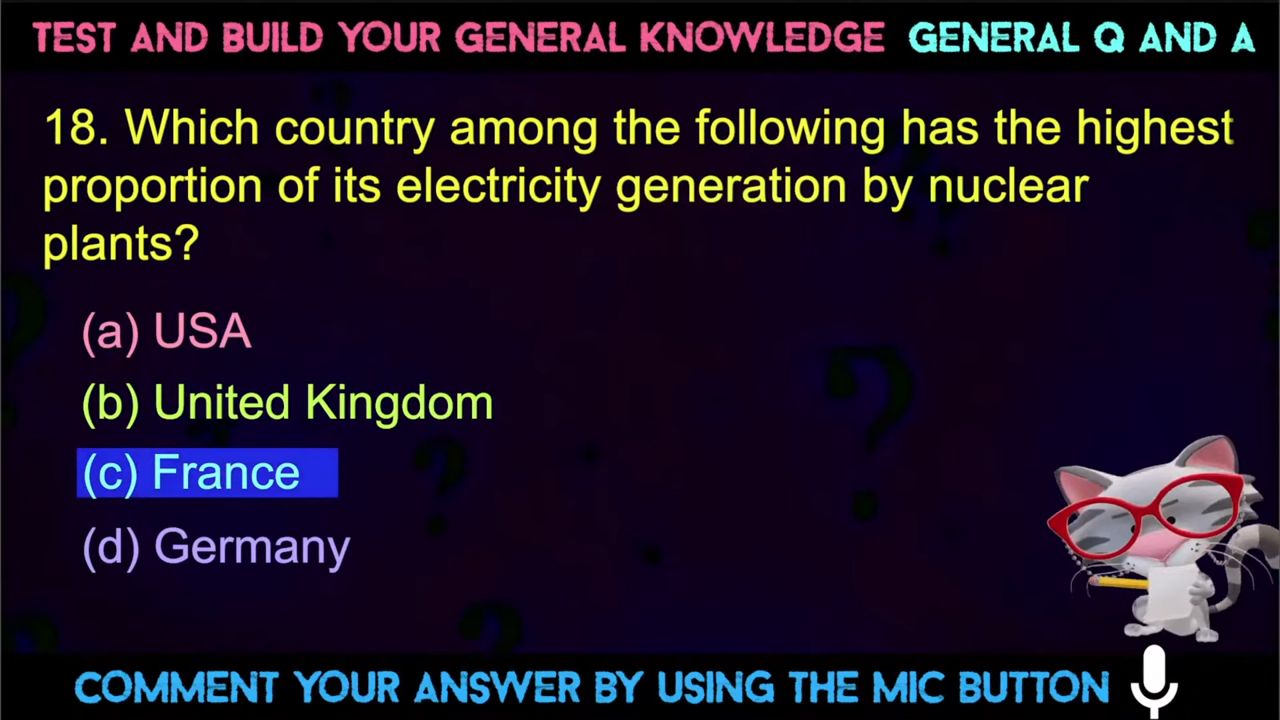 TEST AND BUILD YOUR GENERAL KNOWLEDGE GENERAL Q AND A
18. Which country among the following has the highest
proportion of its electricity generation by nuclear
plants?
(a) USA
(b) United Kingdom
(c) France
(d) Germany
COMMENT YOUR ANSWER BY USING THE MIC BUTTON